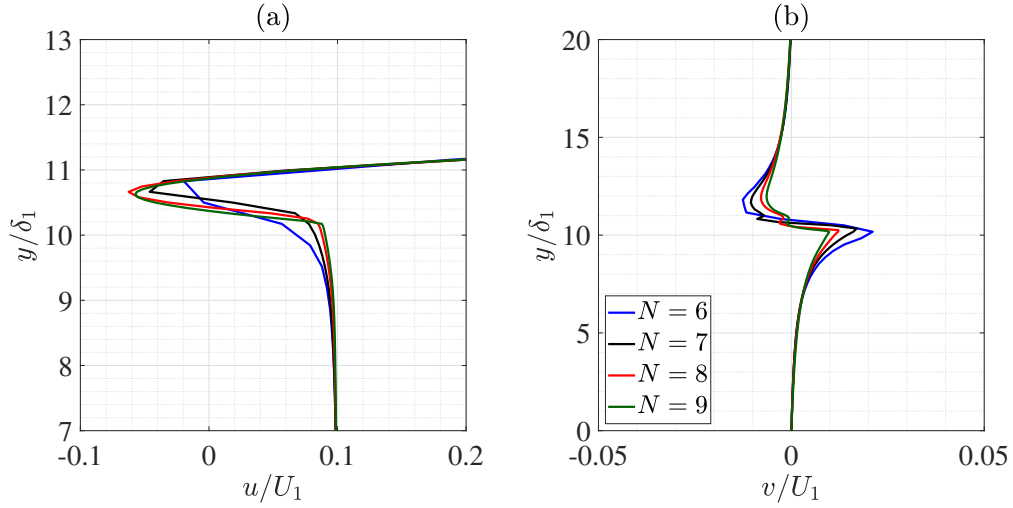 (a)
13
12
11
10
9
8
7
y/δ₁
-0.1
0
0.1
0.2
u/U₁
(b)
20
15
10
5
0
y/δ₁
N = 6
N = 7
N = 8
N = 9
-0.05
0
0.05
v/U₁